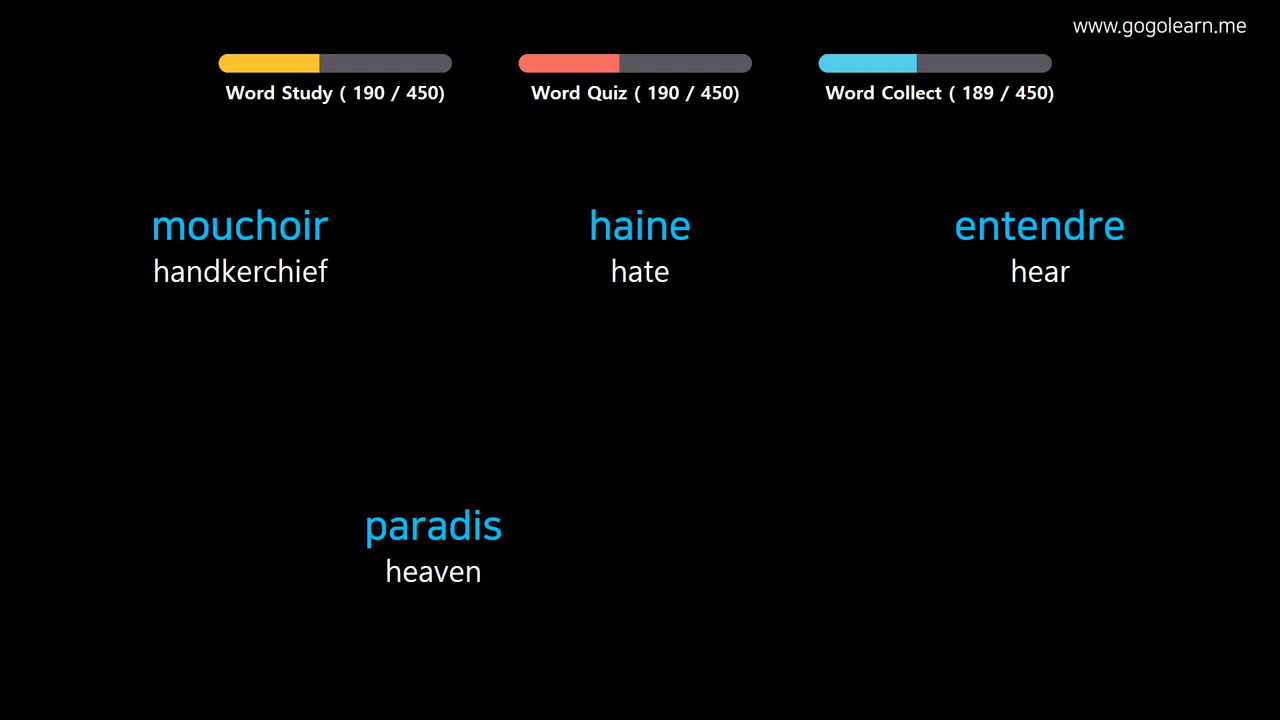 www.gogolearn.me
Word Study ( 190 / 450)
Word Quiz ( 190 / 450)
Word Collect ( 189 / 450)
mouchoir
handkerchief
haine
hate
entendre
hear
paradis
heaven